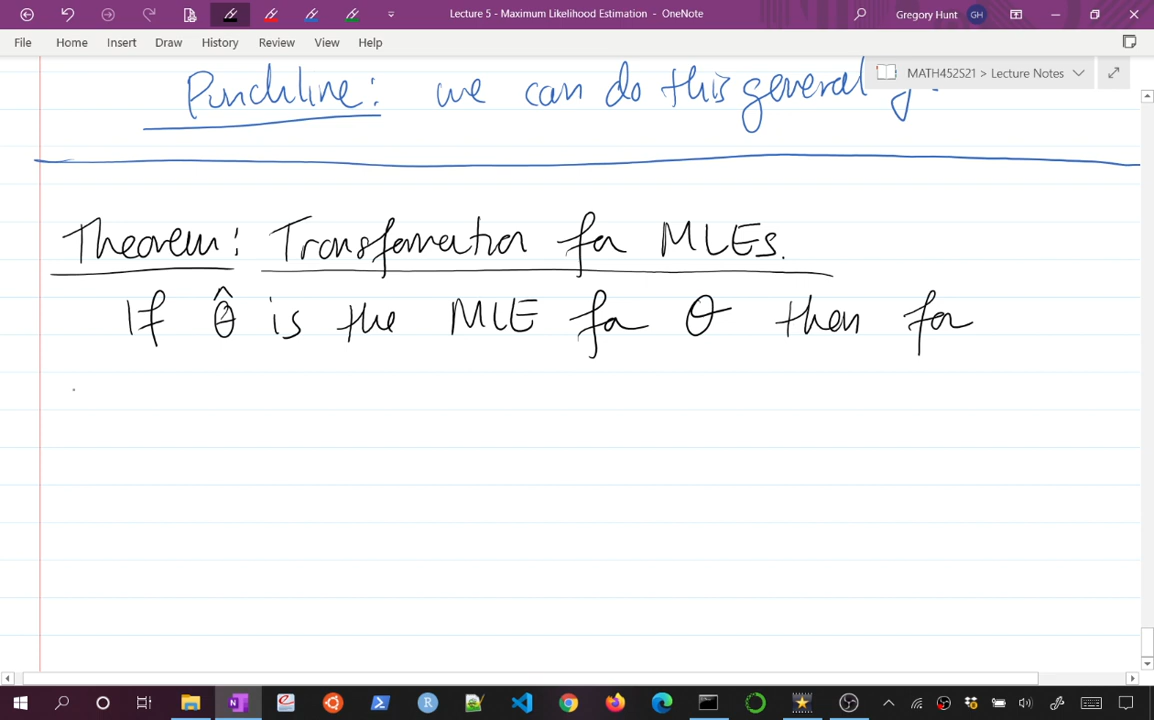 Lecture 5 - Maximum Likelihood Estimation - OneNote
Gregory Hunt GH
File Home Insert Draw History Review View Help
MATH452S21 > Lecture Notes
Punchline: we can do this general
Theorem: Transformation for MLEs.
If θ̂ is the MLE for θ then for